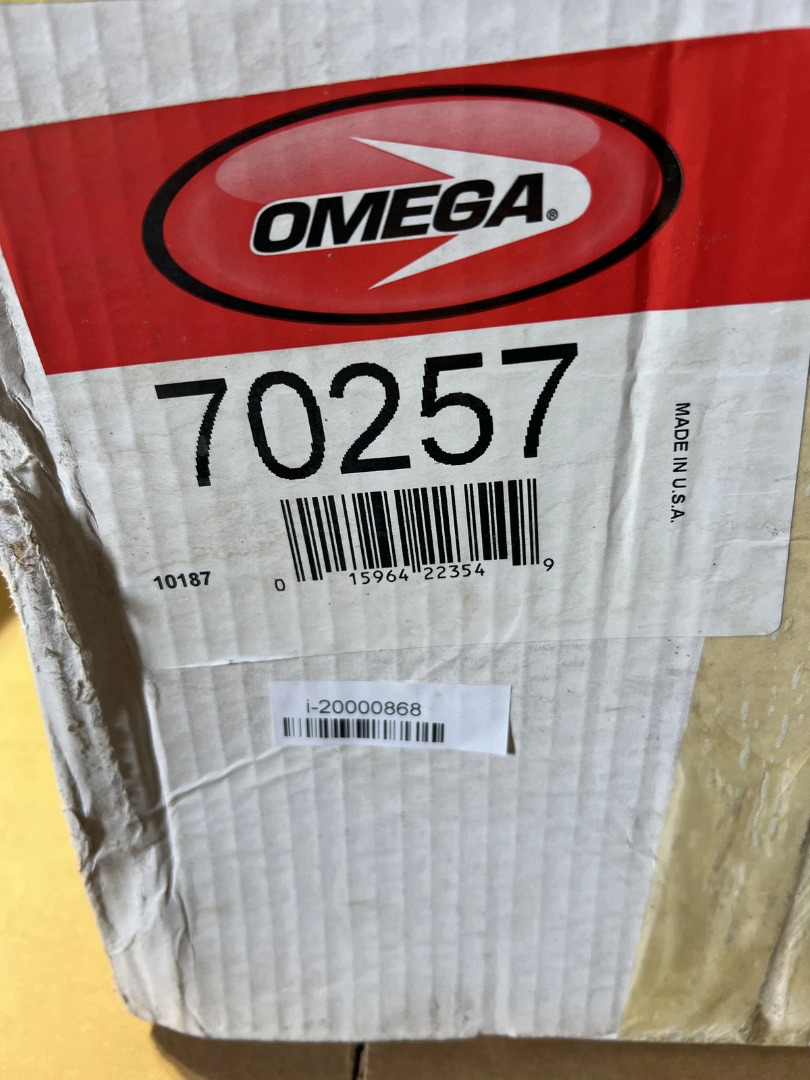 OMEGA®
70257
MADE IN U.S.A.
10187
0 15964 22354 9
i-20000868